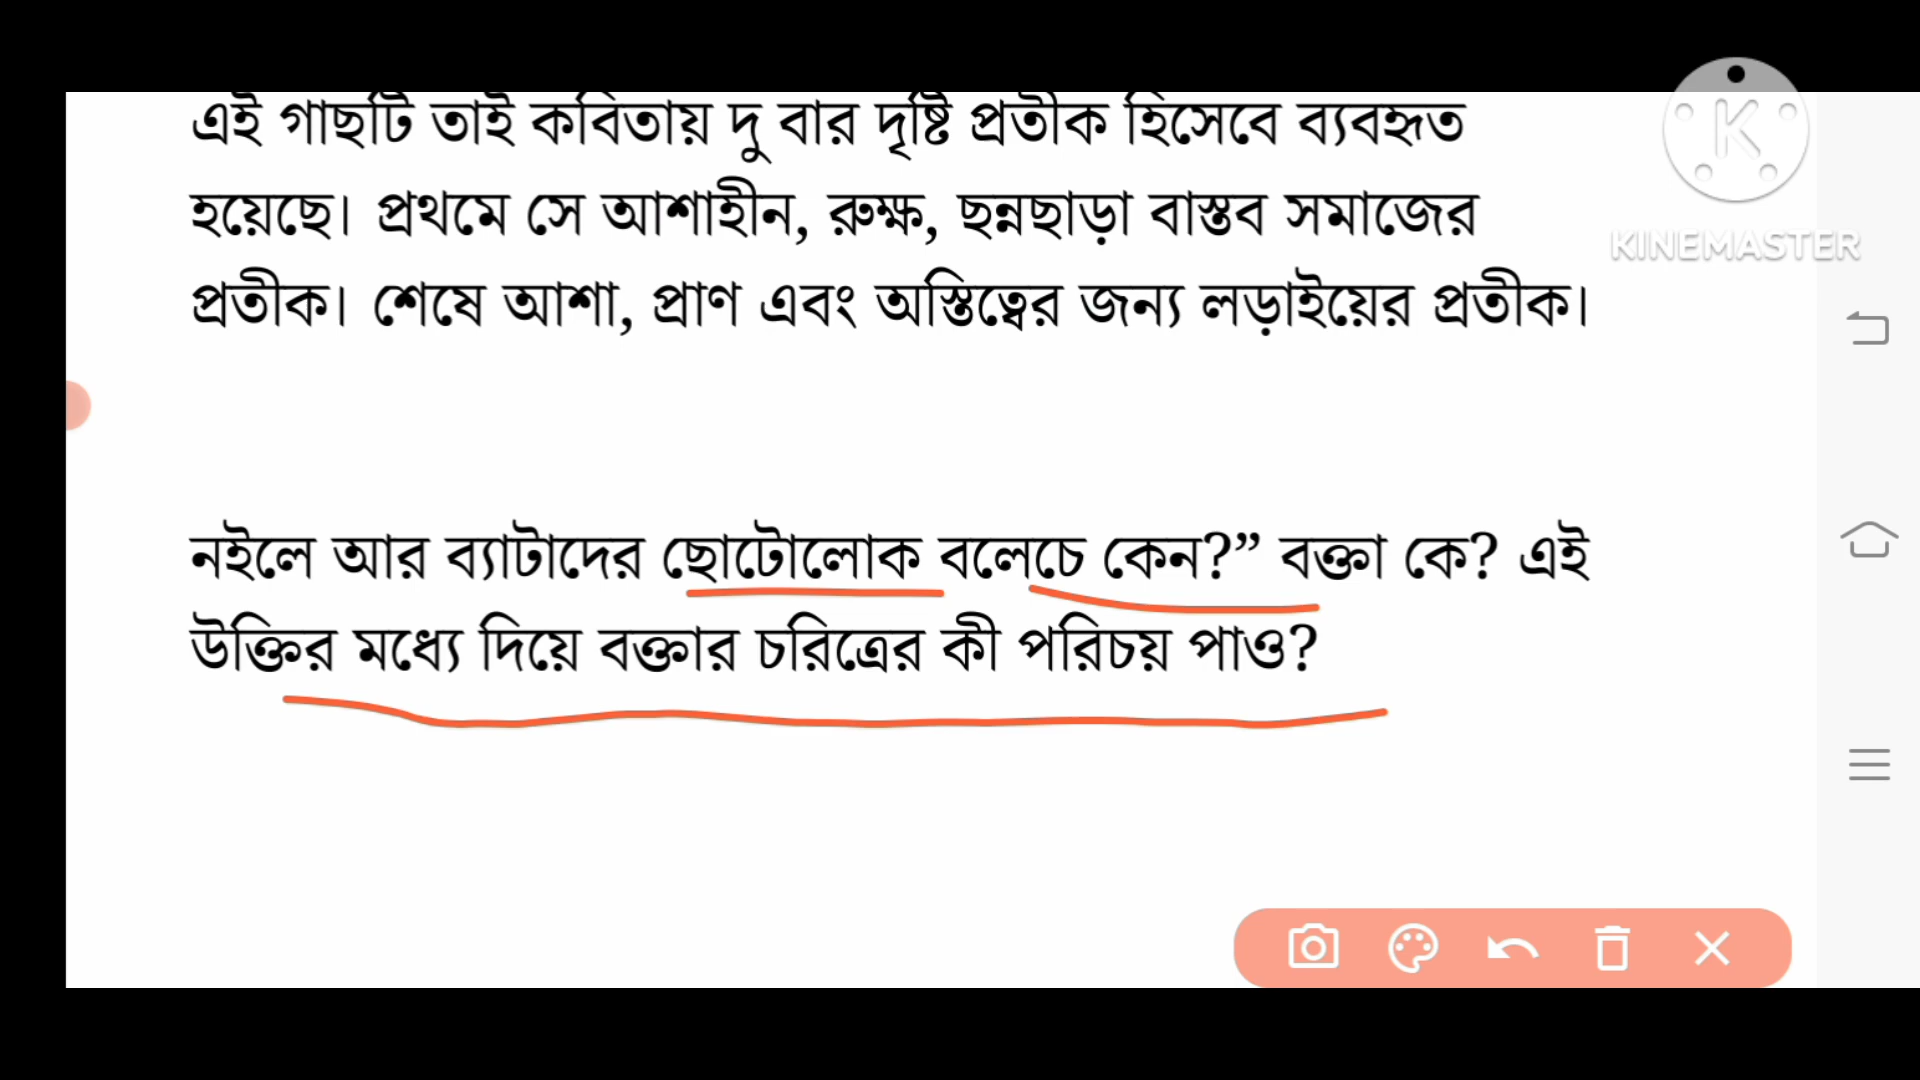 এই গাছটি তাই কবিতায় দু বার দৃষ্টি প্রতীক হিসেবে ব্যবহৃত
হয়েছে। প্রথমে সে আশাহীন, রুক্ষ, ছন্নছাড়া বাস্তব সমাজের
প্রতীক। শেষে আশা, প্রাণ এবং অস্তিত্বের জন্য লড়াইয়ের প্রতীক।
নইলে আর ব্যাটাদের ছোটোলোক বলেচে কেন?” বক্তা কে? এই
উক্তির মধ্যে দিয়ে বক্তার চরিত্রের কী পরিচয় পাও?
K
KINEMASTER